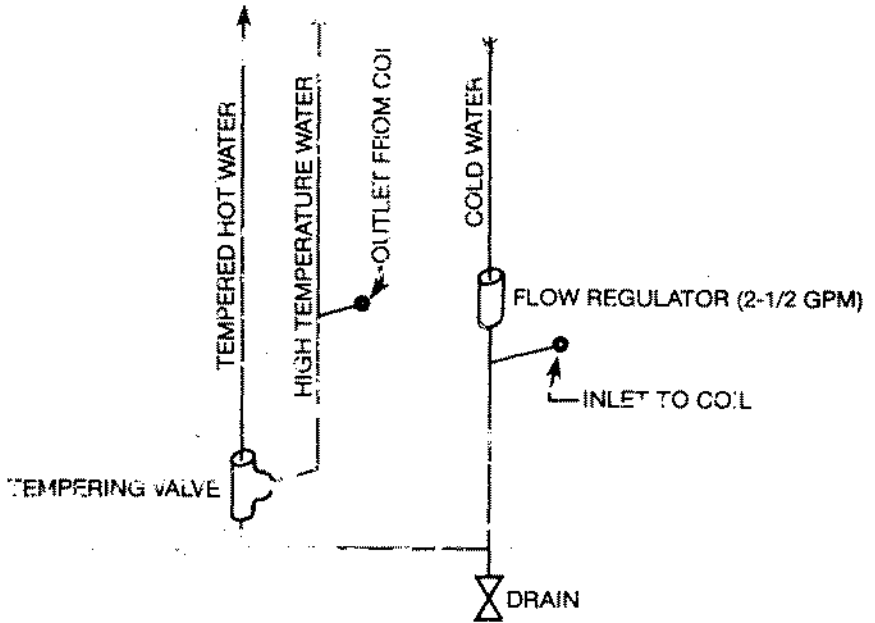 TEMPERED HOT WATER
HIGH TEMPERATURE WATER
OUTLET FROM COI
COLD WATER
FLOW REGULATOR (2-1/2 GPM)
INLET TO COIL
TEMPERING VALVE
DRAIN